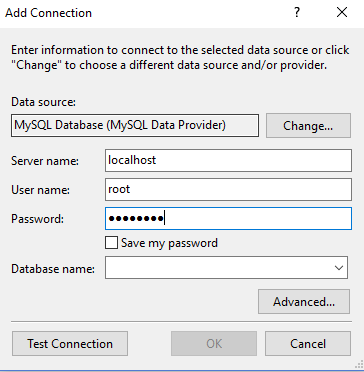 Add Connection
? ×
Enter information to connect to the selected data source or click
"Change" to choose a different data source and/or provider.
Data source:
MySQL Database (MySQL Data Provider)
Change...
Server name:
localhost
User name:
root
Password:
●●●●●●●●
Save my password
Database name:
Advanced...
Test Connection
OK
Cancel